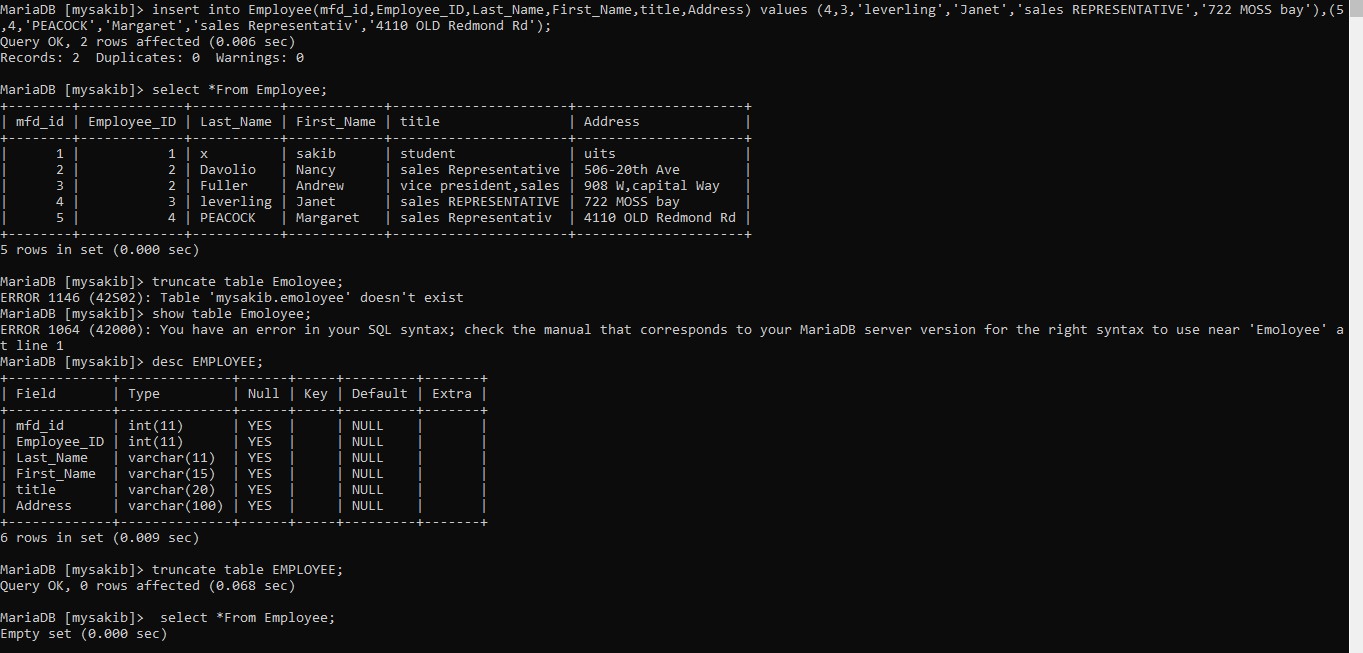 MariaDB [mysakib]> insert into Employee(mfd_id,Employee_ID,Last_Name,First_Name,title,Address) values (4,3,'leverling','Janet','sales REPRESENTATIVE','722 MOSS bay'),(5
,4,'PEACOCK','Margaret','sales Representativ','4110 OLD Redmond Rd');
Query OK, 2 rows affected (0.006 sec)
Records: 2  Duplicates: 0  Warnings: 0

MariaDB [mysakib]> select *From Employee;
+--------+-------------+-----------+------------+----------------------+---------------------+
| mfd_id | Employee_ID | Last_Name | First_Name | title                | Address             |
+--------+-------------+-----------+------------+----------------------+---------------------+
|      1 |           1 | x         | sakib      | student              | uits                |
|      2 |           2 | Davolio   | Nancy      | sales Representative | 506-20th Ave        |
|      3 |           2 | Fuller    | Andrew     | vice president,sales | 908 W,capital Way   |
|      4 |           3 | leverling | Janet      | sales REPRESENTATIVE | 722 MOSS bay        |
|      5 |           4 | PEACOCK   | Margaret   | sales Representativ  | 4110 OLD Redmond Rd |
+--------+-------------+-----------+------------+----------------------+---------------------+
5 rows in set (0.000 sec)

MariaDB [mysakib]> truncate table Emoloyee;
ERROR 1146 (42S02): Table 'mysakib.emoloyee' doesn't exist
MariaDB [mysakib]> show table Emoloyee;
ERROR 1064 (42000): You have an error in your SQL syntax; check the manual that corresponds to your MariaDB server version for the right syntax to use near 'Emoloyee' a
t line 1
MariaDB [mysakib]> desc EMPLOYEE;
+-------------+--------------+------+-----+---------+-------+
| Field       | Type         | Null | Key | Default | Extra |
+-------------+--------------+------+-----+---------+-------+
| mfd_id      | int(11)      | YES  |     | NULL    |       |
| Employee_ID | int(11)      | YES  |     | NULL    |       |
| Last_Name   | varchar(11)  | YES  |     | NULL    |       |
| First_Name  | varchar(15)  | YES  |     | NULL    |       |
| title       | varchar(20)  | YES  |     | NULL    |       |
| Address     | varchar(100) | YES  |     | NULL    |       |
+-------------+--------------+------+-----+---------+-------+
6 rows in set (0.009 sec)

MariaDB [mysakib]> truncate table EMPLOYEE;
Query OK, 0 rows affected (0.068 sec)

MariaDB [mysakib]>  select *From Employee;
Empty set (0.000 sec)